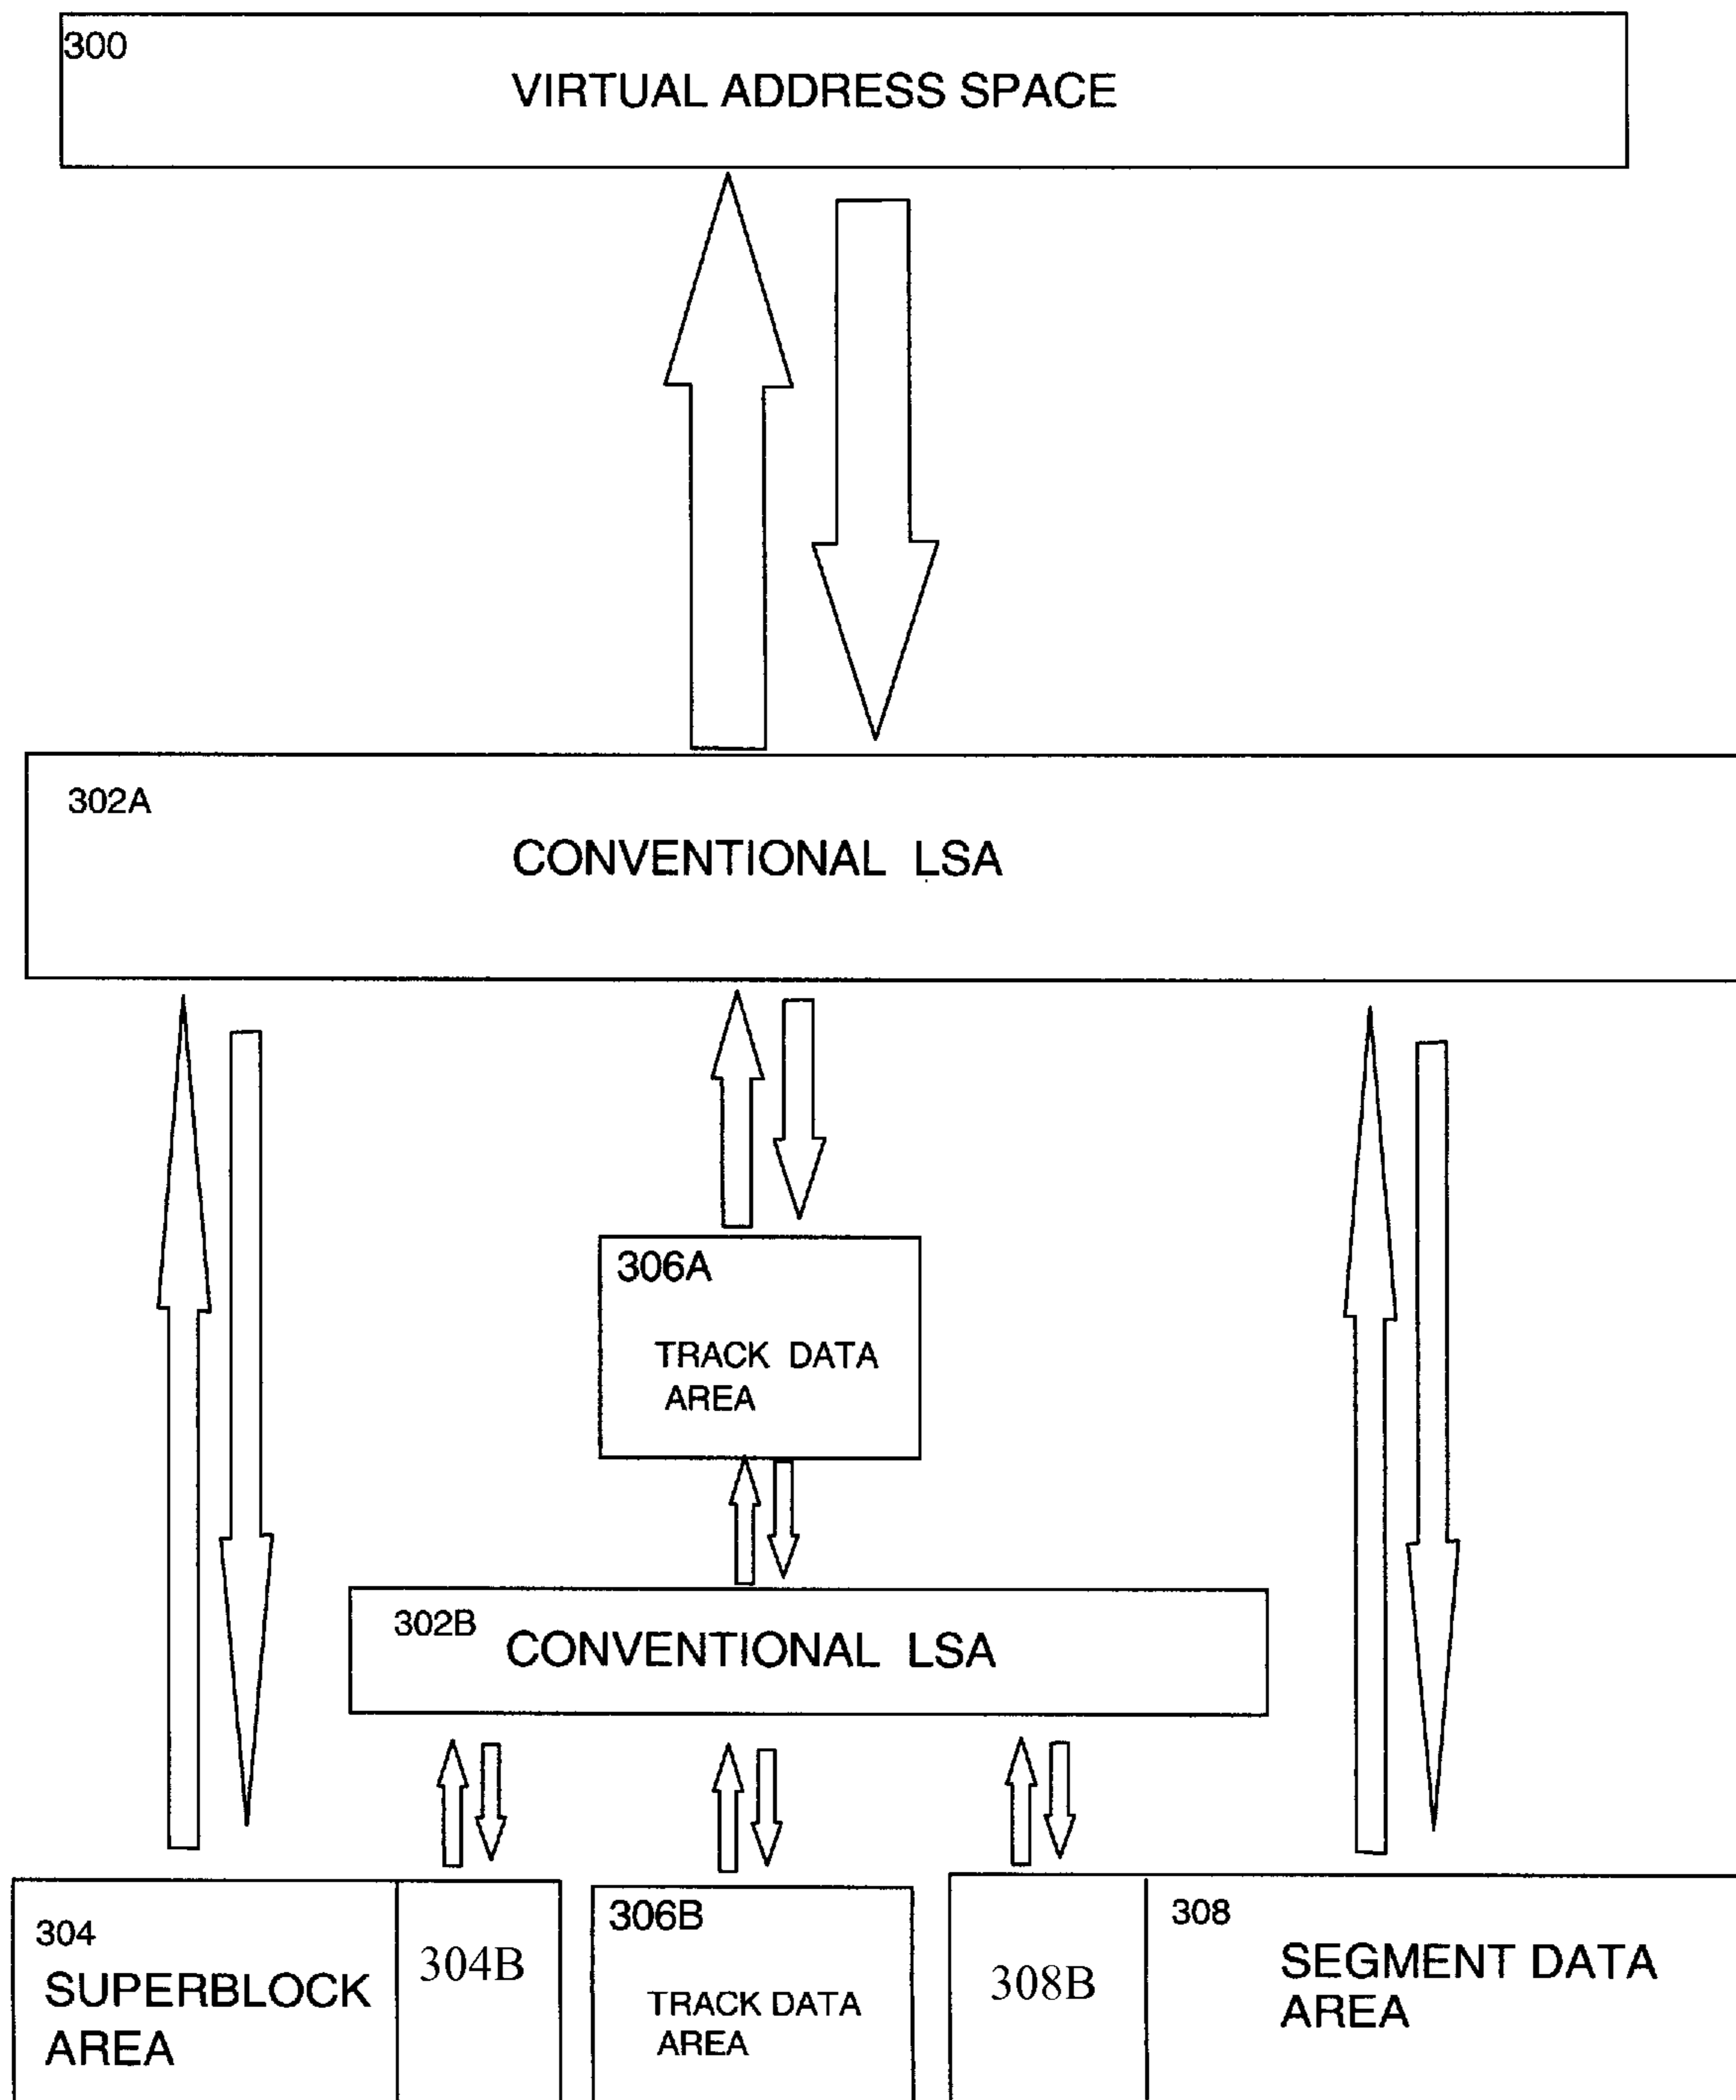 300
VIRTUAL ADDRESS SPACE
302A
CONVENTIONAL LSA
306A
TRACK DATA
AREA
302B
CONVENTIONAL LSA
304
SUPERBLOCK
AREA
304B
306B
TRACK DATA
AREA
308B
308
SEGMENT DATA
AREA